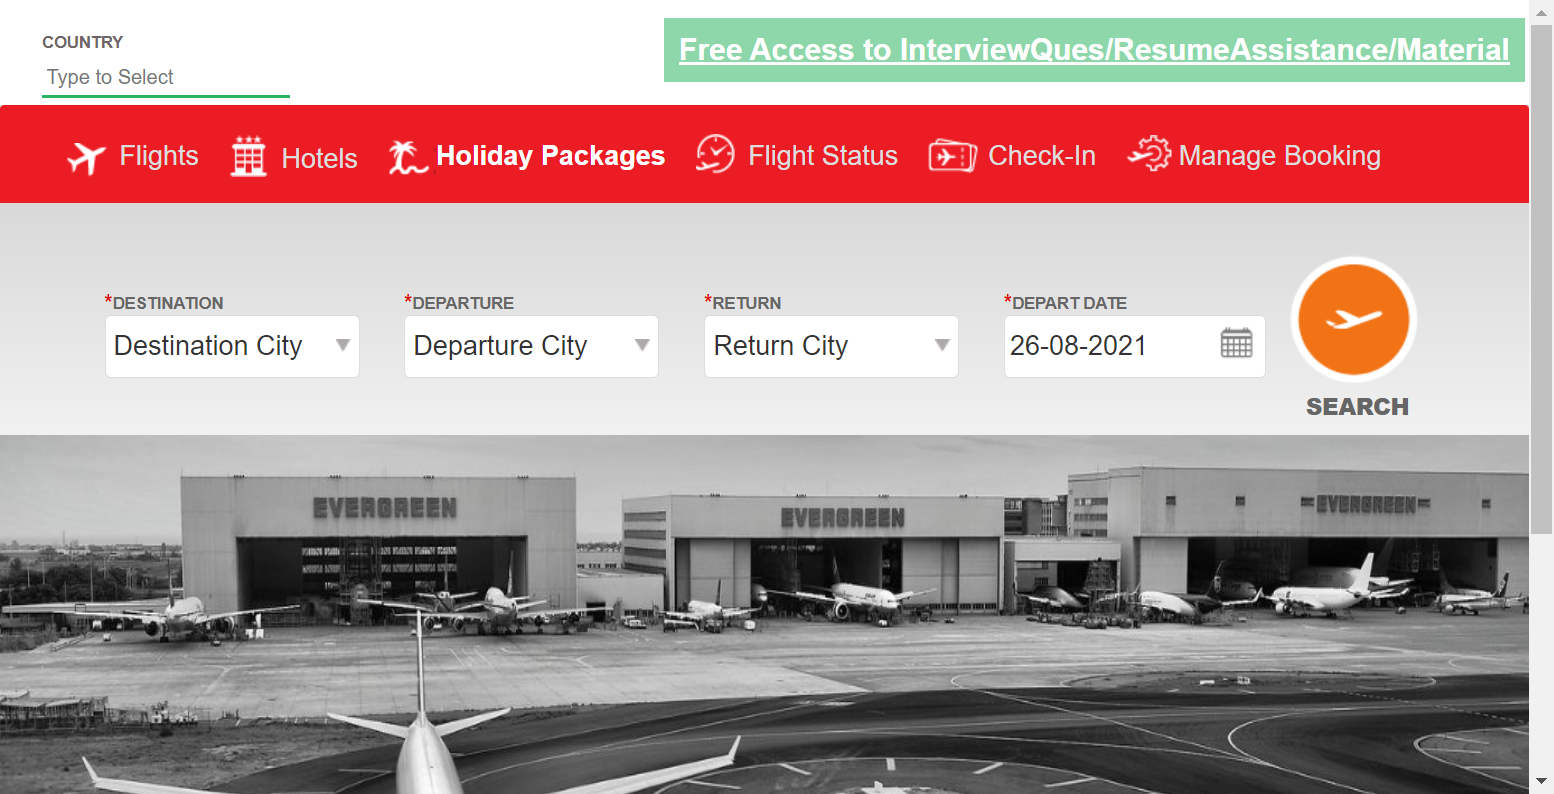 COUNTRY
Type to Select
Free Access to InterviewQues/ResumeAssistance/Material
Flights
Hotels
Holiday Packages
Flight Status
Check-In
Manage Booking
*DESTINATION
Destination City
*DEPARTURE
Departure City
*RETURN
Return City
*DEPART DATE
26-08-2021
SEARCH
EVERGREEN
EVERGREEN
EVERGREEN